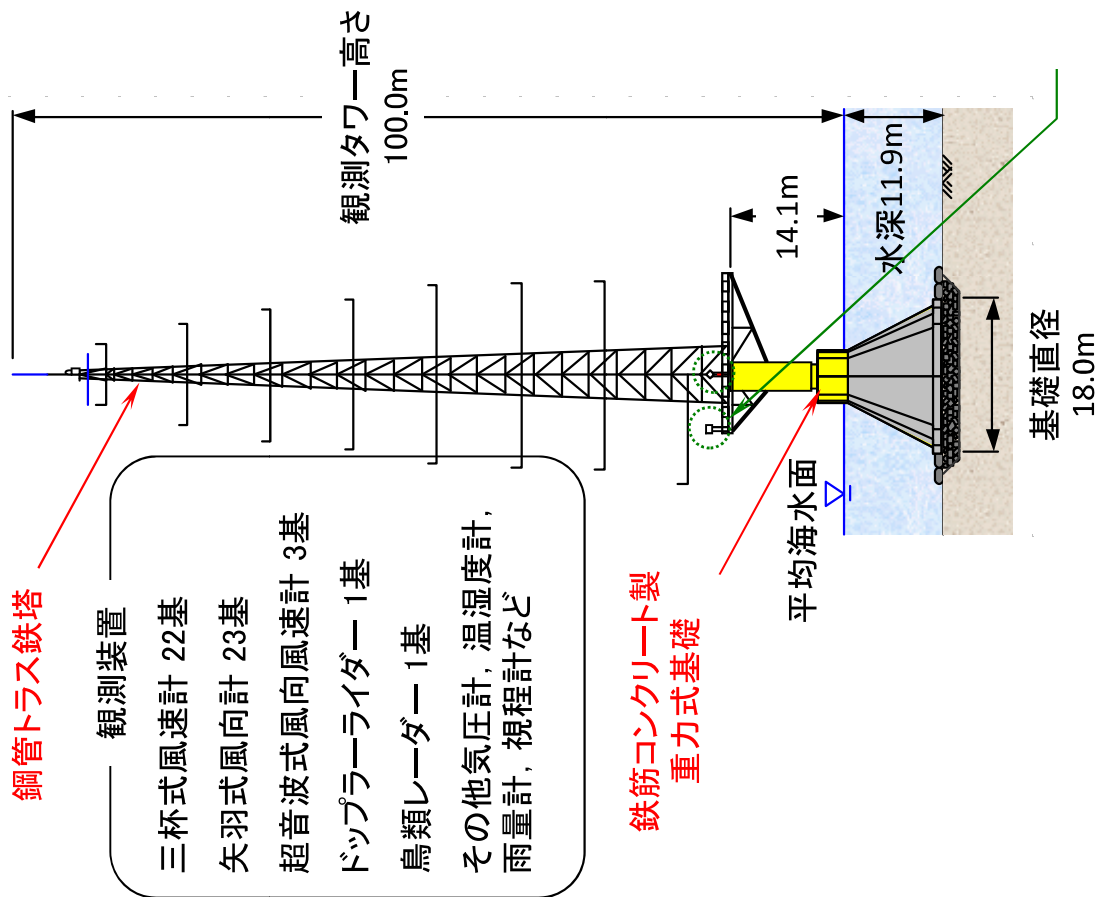 鋼管トラス鉄塔
観測装置
三杯式風速計 22基
矢羽式風向計 23基
超音波式風向風速計 3基
ドップラーライダー 1基
鳥類レーダー 1基
その他気圧計, 温湿度計,
雨量計, 視程計など
鉄筋コンクリート製
重力式基礎
平均海水面
観測タワー高さ
100.0m
14.1m
水深11.9m
基礎直径
18.0m